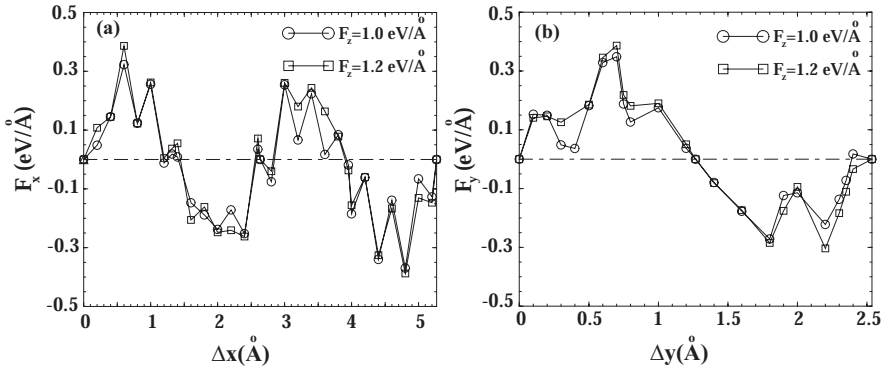 (a)
F_z=1.0 eV/Å
F_z=1.2 eV/Å
0.5
0.3
0.1
-0.1
-0.3
-0.5
F_x (eV/Å)
0 1 2 3 4 5
Δx(Å)
(b)
F_z=1.0 eV/Å
F_z=1.2 eV/Å
0.5
0.3
0.1
-0.1
-0.3
-0.5
F_y (eV/Å)
0 0.5 1 1.5 2 2.5
Δy(Å)